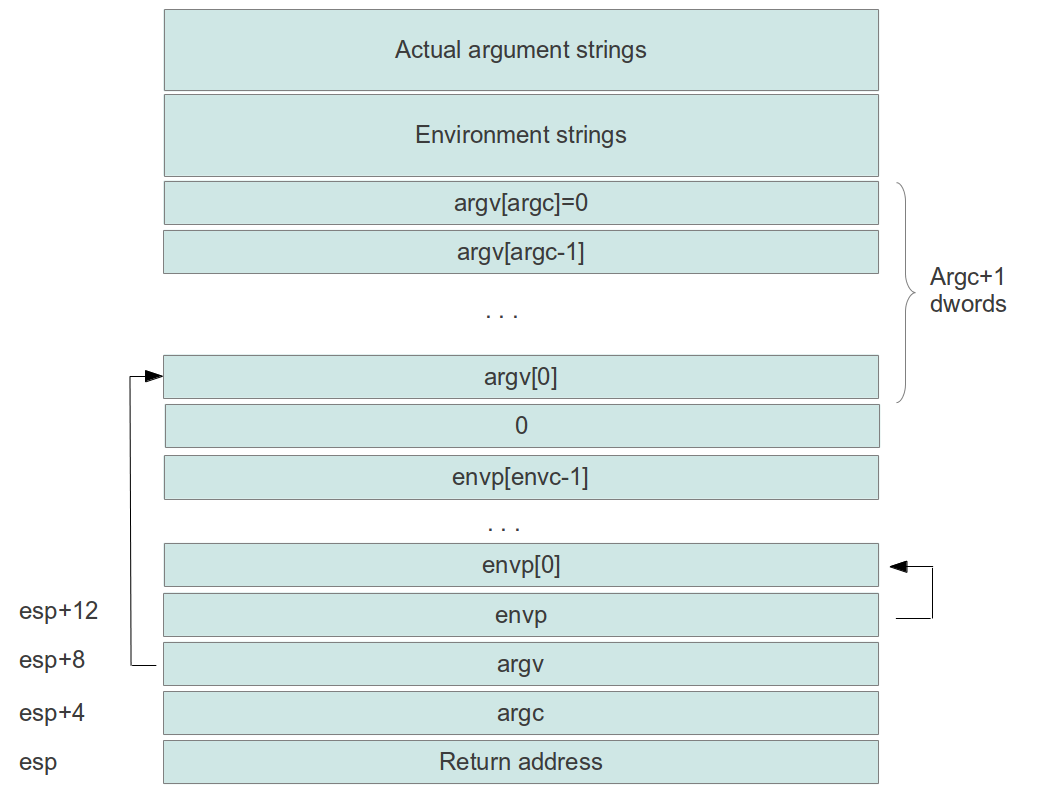 Actual argument strings
Environment strings
argv[argc]=0
argv[argc-1]
. . .
Argc+1
dwords
argv[0]
0
envp[envc-1]
. . .
envp[0]
esp+12
envp
esp+8
argv
esp+4
argc
esp
Return address